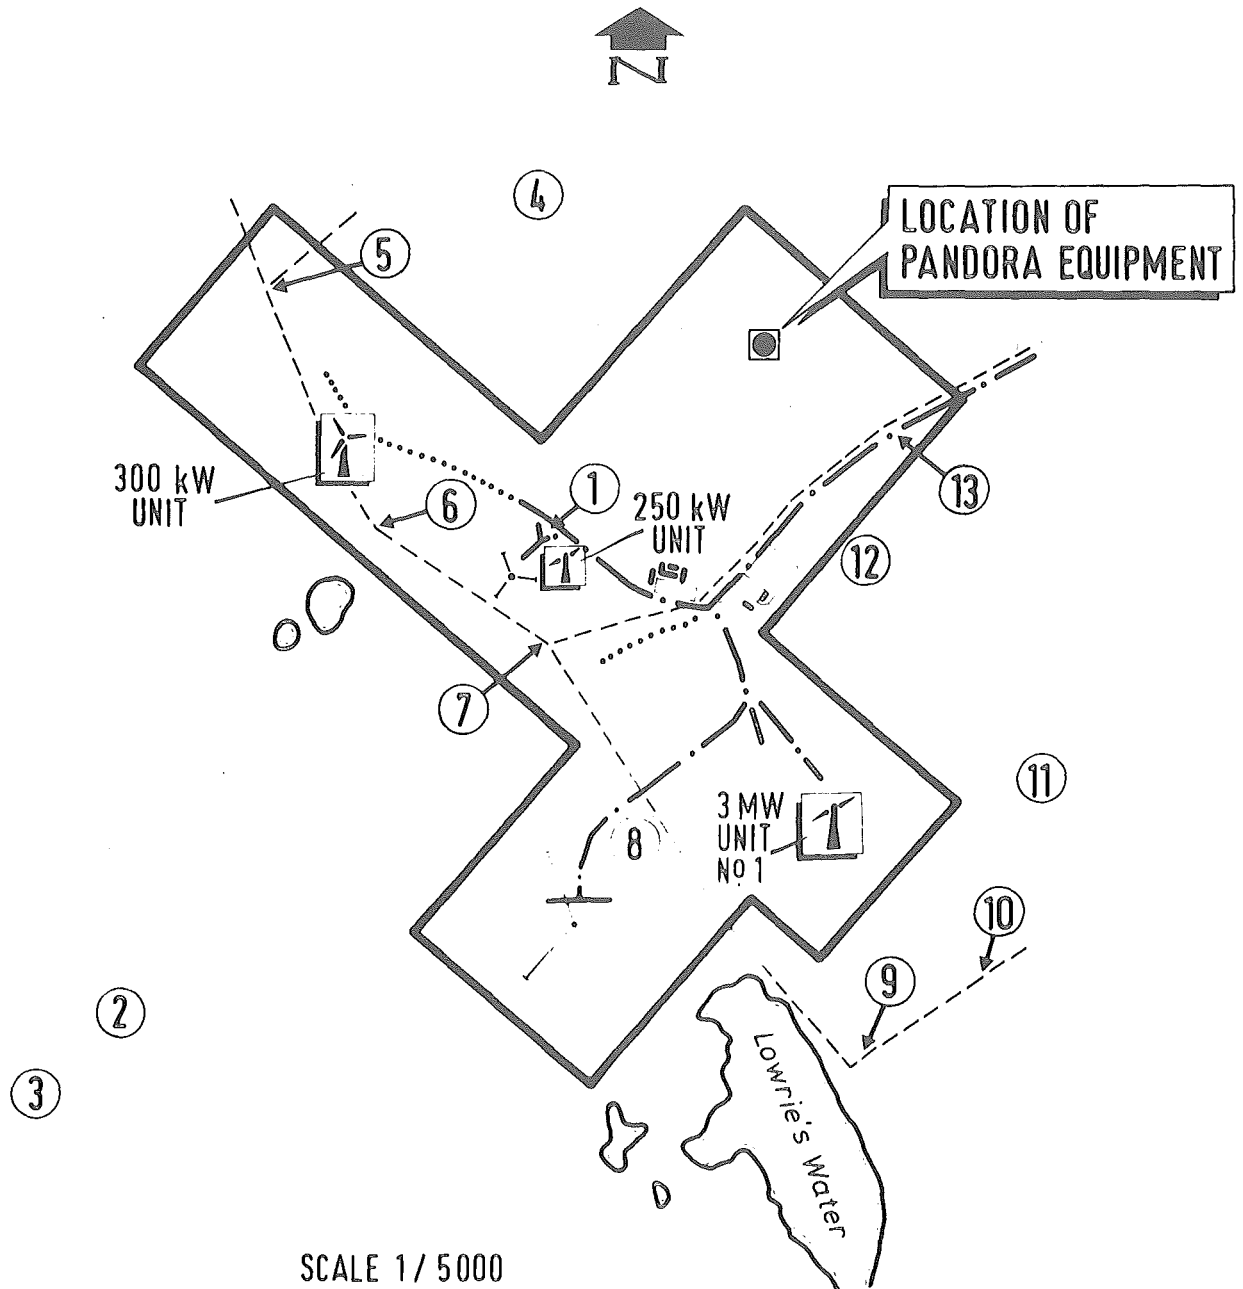 N
4
LOCATION OF
PANDORA EQUIPMENT
5
300 kW
UNIT
6
1
250 kW
UNIT
13
12
7
11
3 MW
UNIT
No 1
8
10
9
2
3
Lowrie's Water
SCALE 1/5000